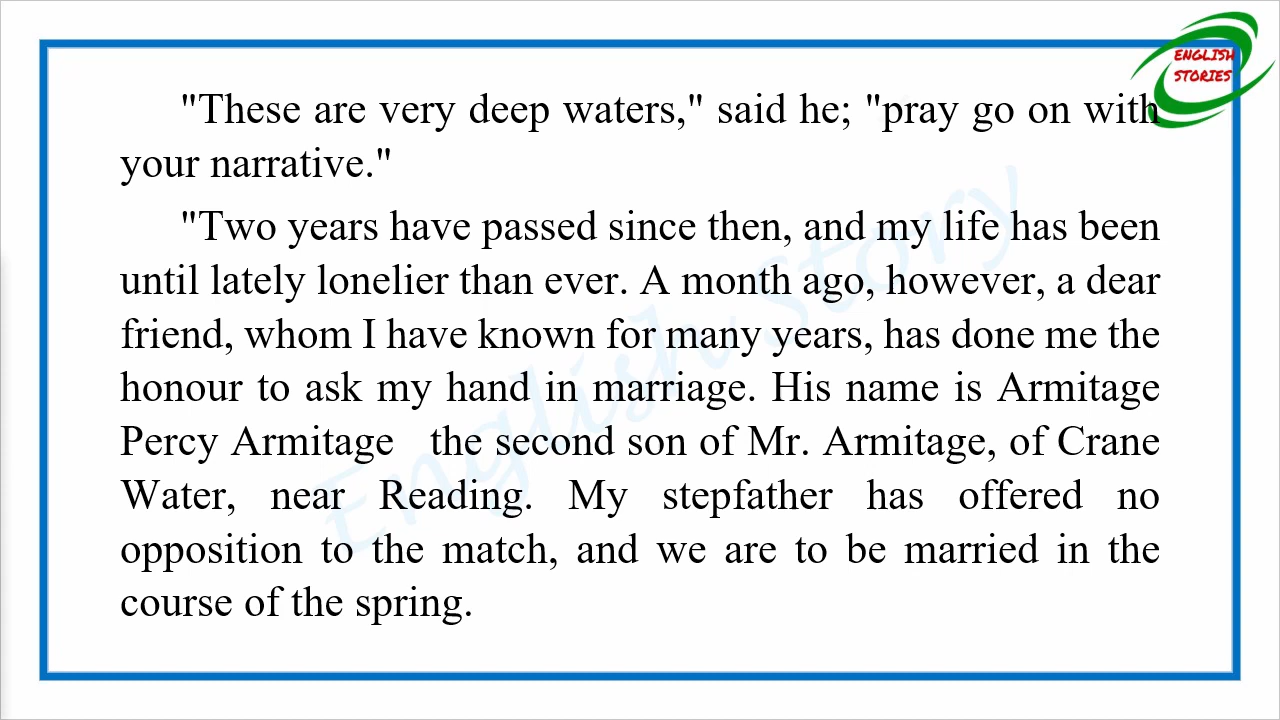 ENGLISH
STORIES
"These are very deep waters," said he; "pray go on with
your narrative."
"Two years have passed since then, and my life has been
until lately lonelier than ever. A month ago, however, a dear
friend, whom I have known for many years, has done me the
honour to ask my hand in marriage. His name is Armitage
Percy Armitage   the second son of Mr. Armitage, of Crane
Water, near Reading. My stepfather has offered no
opposition to the match, and we are to be married in the
course of the spring.
English Story